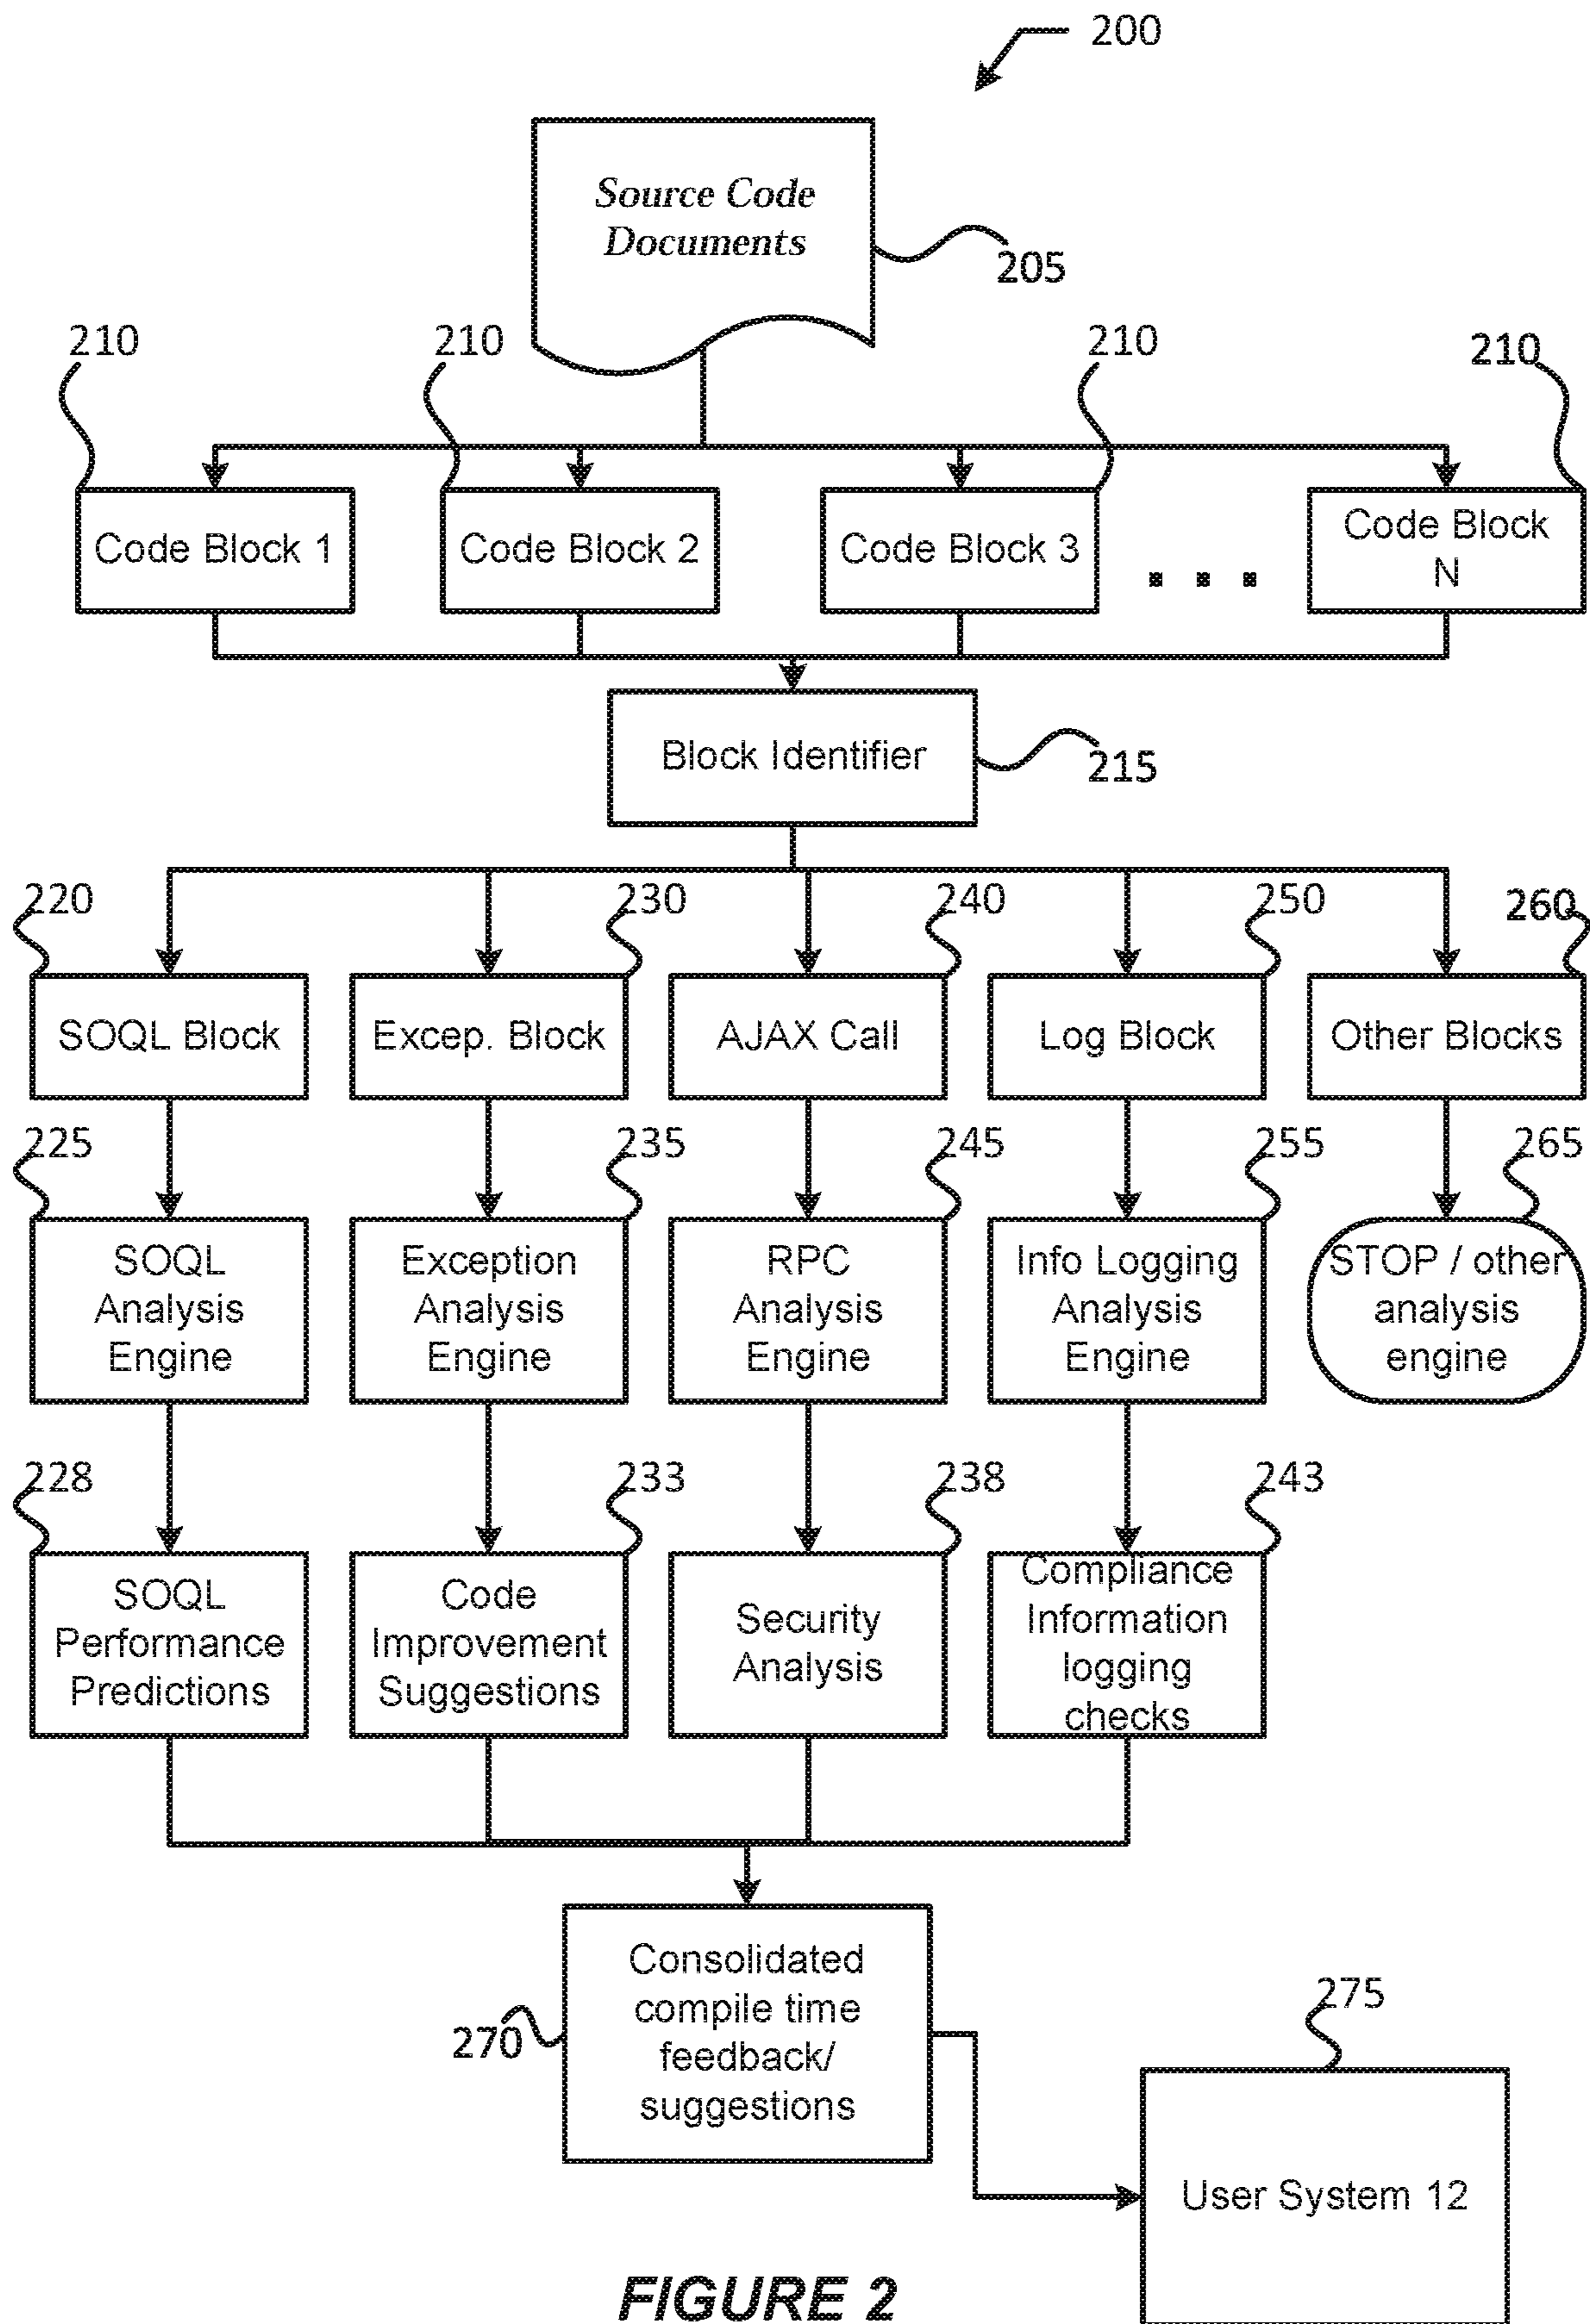 200
Source Code
Documents
205
210 210 210 210
Code Block 1
Code Block 2
Code Block 3
. . .
Code Block
N
Block Identifier
215
220 230 240 250 260
SOQL Block
Excep. Block
AJAX Call
Log Block
Other Blocks
225 235 245 255 265
SOQL
Analysis
Engine
Exception
Analysis
Engine
RPC
Analysis
Engine
Info Logging
Analysis
Engine
STOP / other
analysis
engine
228 233 238 243
SOQL
Performance
Predictions
Code
Improvement
Suggestions
Security
Analysis
Compliance
Information
logging
checks
Consolidated
compile time
feedback/
suggestions
270
275
User System 12
FIGURE 2